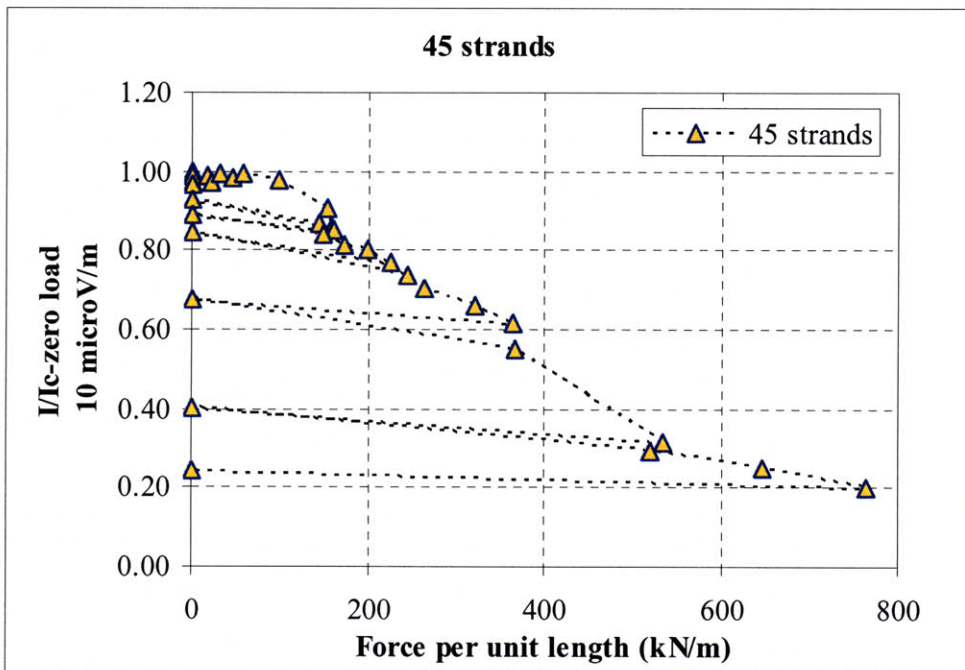 45 strands
1.20
1.00
0.80
0.60
0.40
0.20
0.00
I/Ic-zero load
10 microV/m
45 strands
0 200 400 600 800
Force per unit length (kN/m)